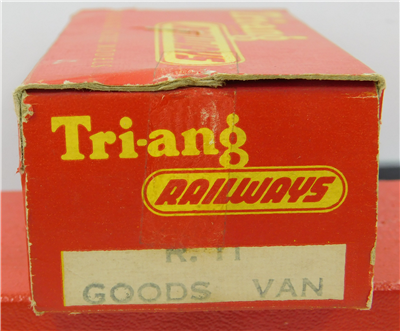 Tri-ang
RAILWAYS
R. 11
GOODS VAN